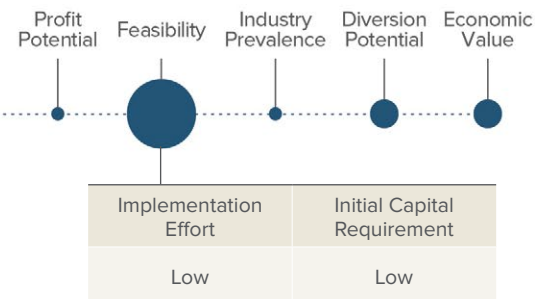 Profit
Potential
Feasibility
Industry
Prevalence
Diversion
Potential
Economic
Value
Implementation
Effort
Initial Capital
Requirement
Low
Low